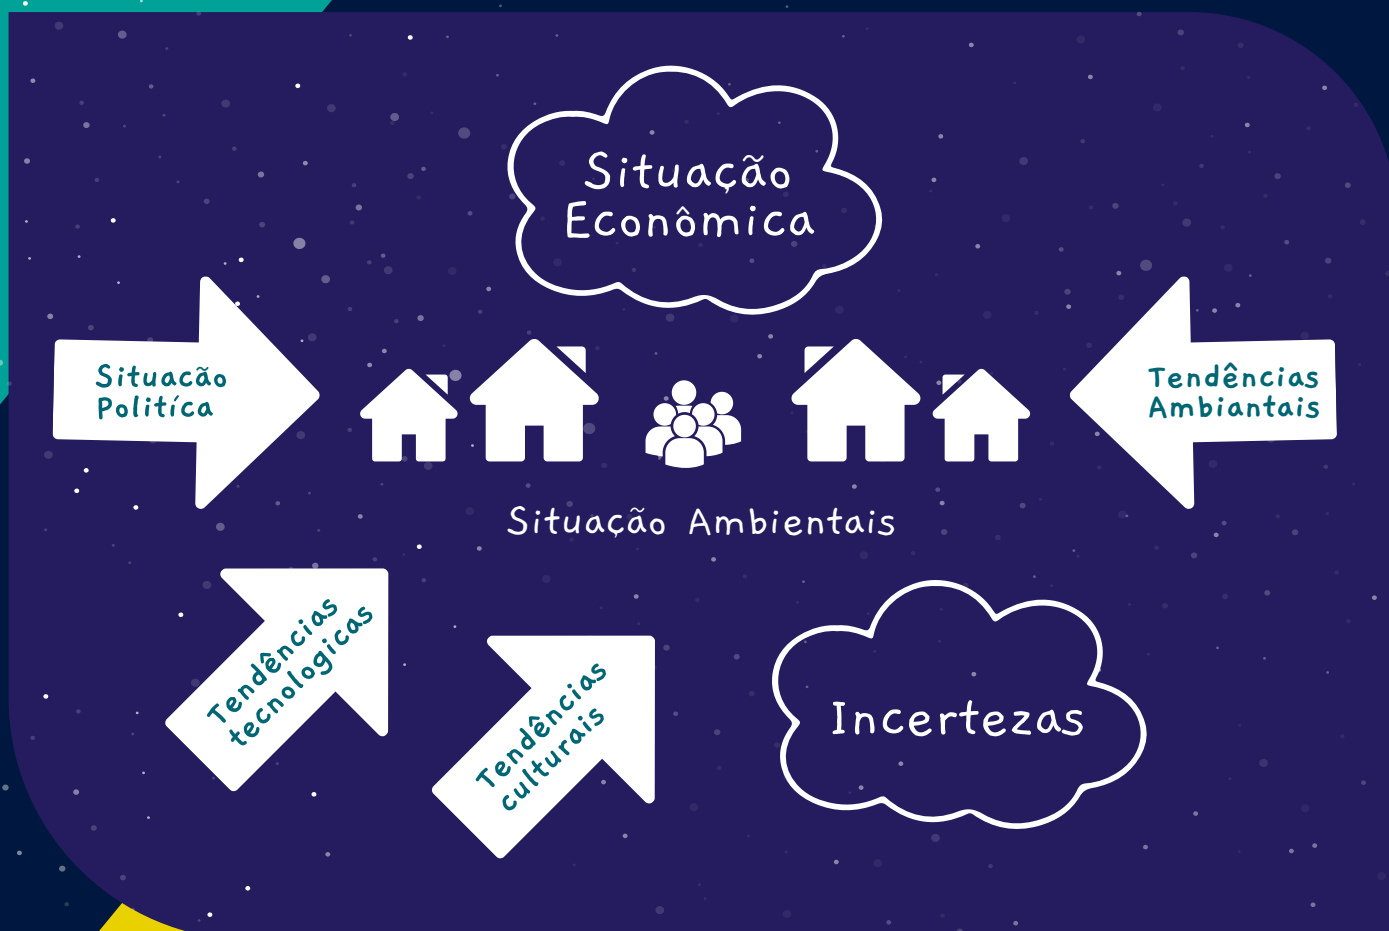 Situação
Econômica
Situacão
Politíca
Tendências
Ambiantais
Situação Ambientais
Tendências
tecnologicas
Tendências
culturais
Incertezas